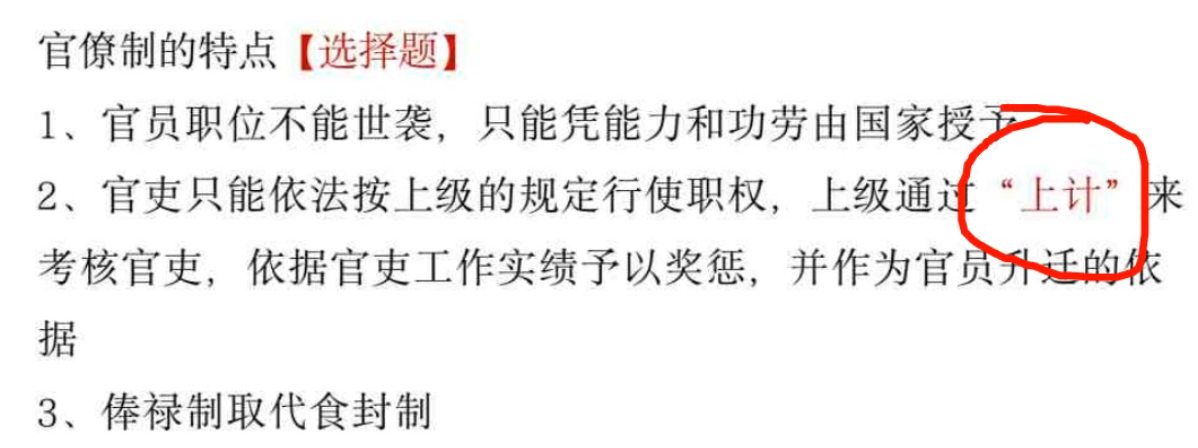 官僚制的特点【选择题】
1、官员职位不能世袭，只能凭能力和功劳由国家授予
2、官吏只能依法按上级的规定行使职权，上级通过“上计”来
考核官吏，依据官吏工作实绩予以奖惩，并作为官员升迁的依
据
3、俸禄制取代食封制